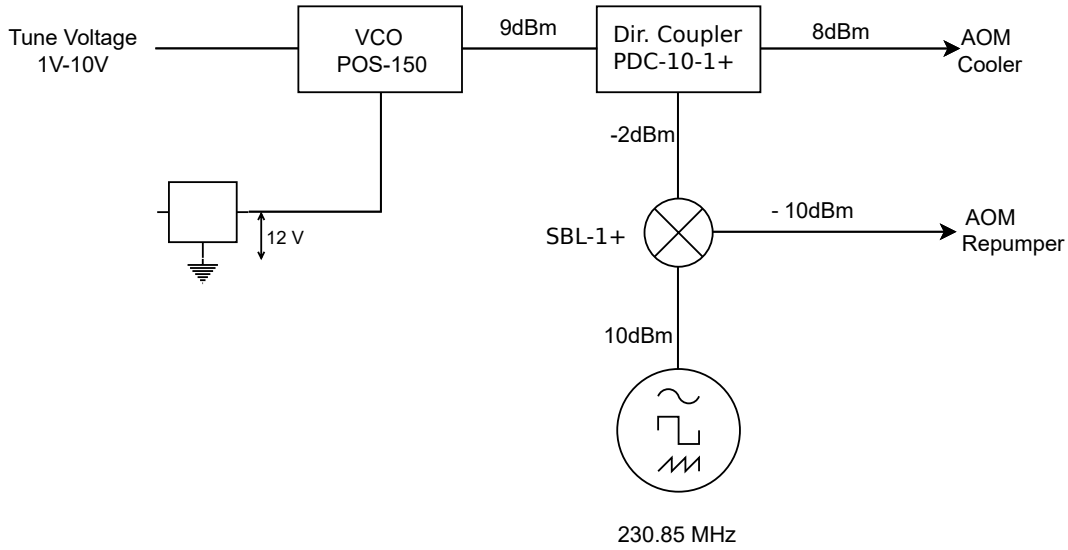 Tune Voltage
1V-10V
VCO
POS-150
9dBm
Dir. Coupler
PDC-10-1+
8dBm
AOM
Cooler
-2dBm
12 V
SBL-1+
- 10dBm
AOM
Repumper
10dBm
230.85 MHz